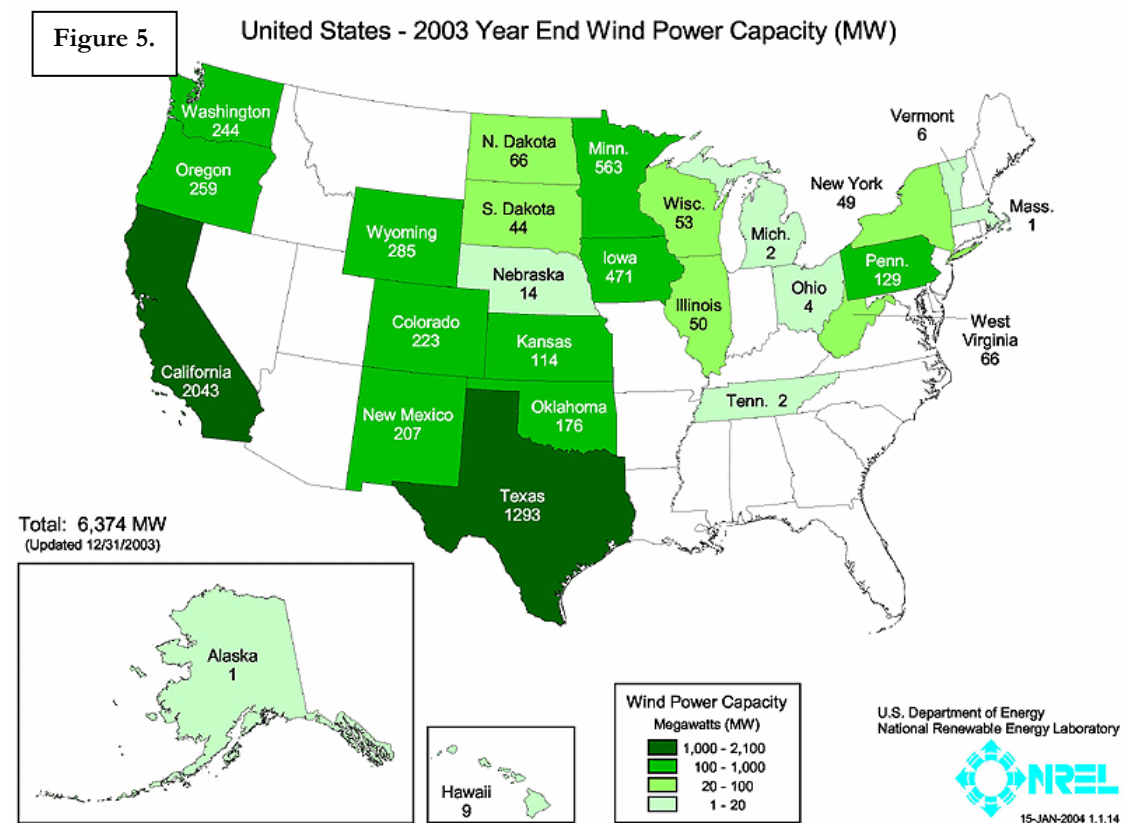 Figure 5.
United States - 2003 Year End Wind Power Capacity (MW)
Washington
244
Oregon
259
California
2043
Wyoming
285
Colorado
223
New Mexico
207
N. Dakota
66
S. Dakota
44
Nebraska
14
Kansas
114
Oklahoma
176
Texas
1293
Minn.
563
Iowa
471
Wisc.
53
Illinois
50
Mich.
2
Ohio
4
Tenn. 2
Vermont
6
New York
49
Mass.
1
Penn.
129
West
Virginia
66
Total: 6,374 MW
(Updated 12/31/2003)
Alaska
1
Hawaii
9
Wind Power Capacity
Megawatts (MW)
1,000 - 2,100
100 - 1,000
20 - 100
1 - 20
U.S. Department of Energy
National Renewable Energy Laboratory
NREL
15-JAN-2004 1.1.14